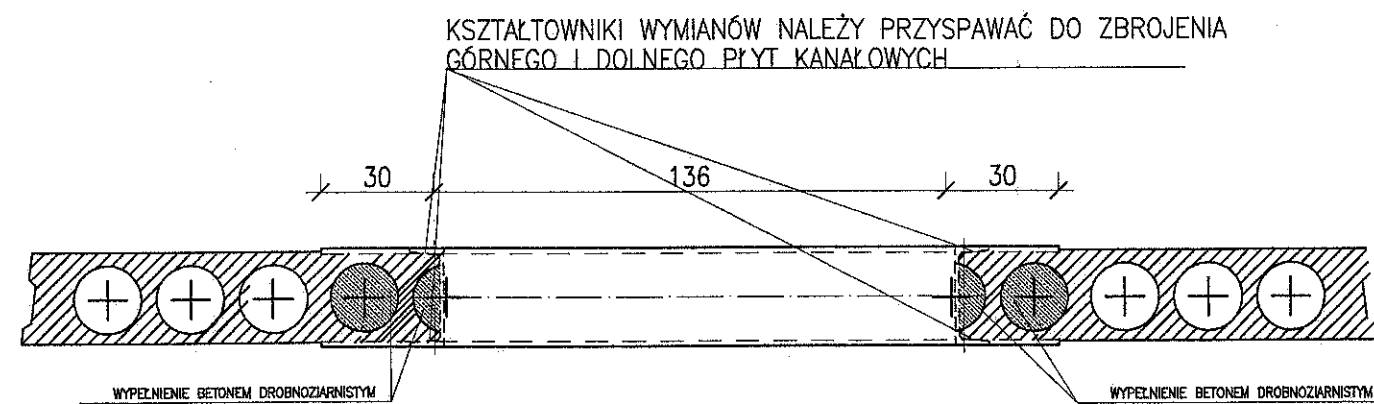 KSZTAŁTOWNIKI WYMIANÓW NALEŻY PRZYSPAWAĆ DO ZBROJENIA
GÓRNEGO I DOLNEGO PŁYT KANAŁOWYCH
30 136 30
WYPEŁNIENIE BETONEM DROBNOZIARNISTYM WYPEŁNIENIE BETONEM DROBNOZIARNISTYM